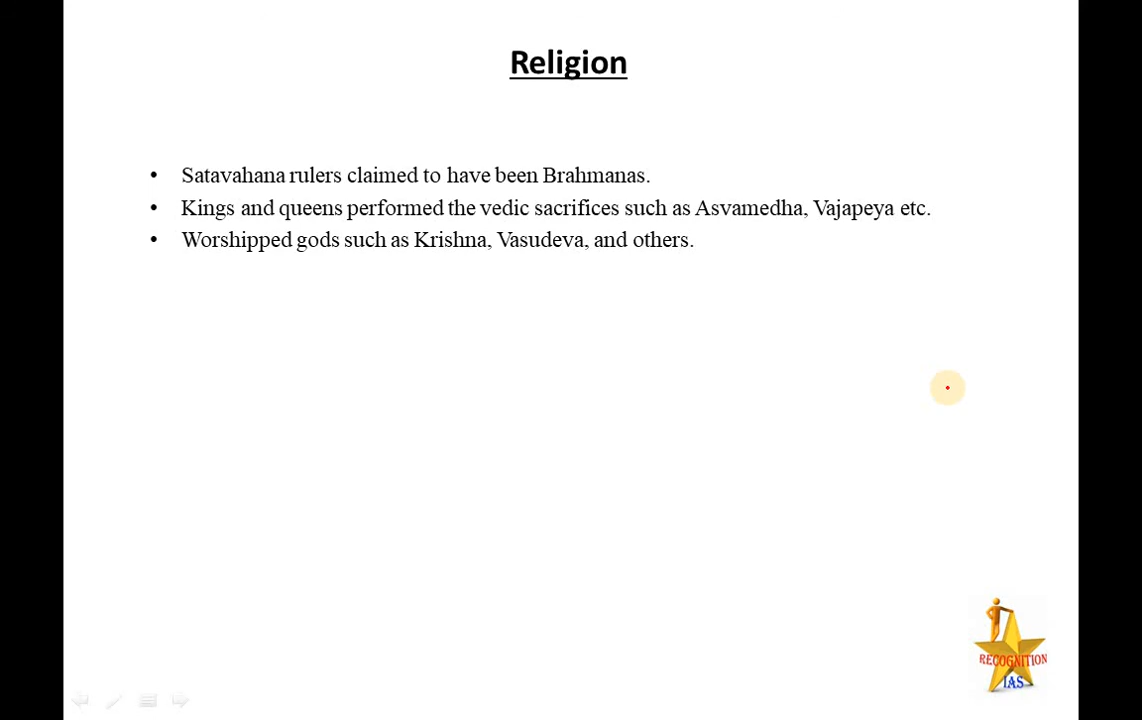 Religion
• Satavahana rulers claimed to have been Brahmanas.
• Kings and queens performed the vedic sacrifices such as Asvamedha, Vajapeya etc.
• Worshipped gods such as Krishna, Vasudeva, and others.
RECOGNITION
IAS